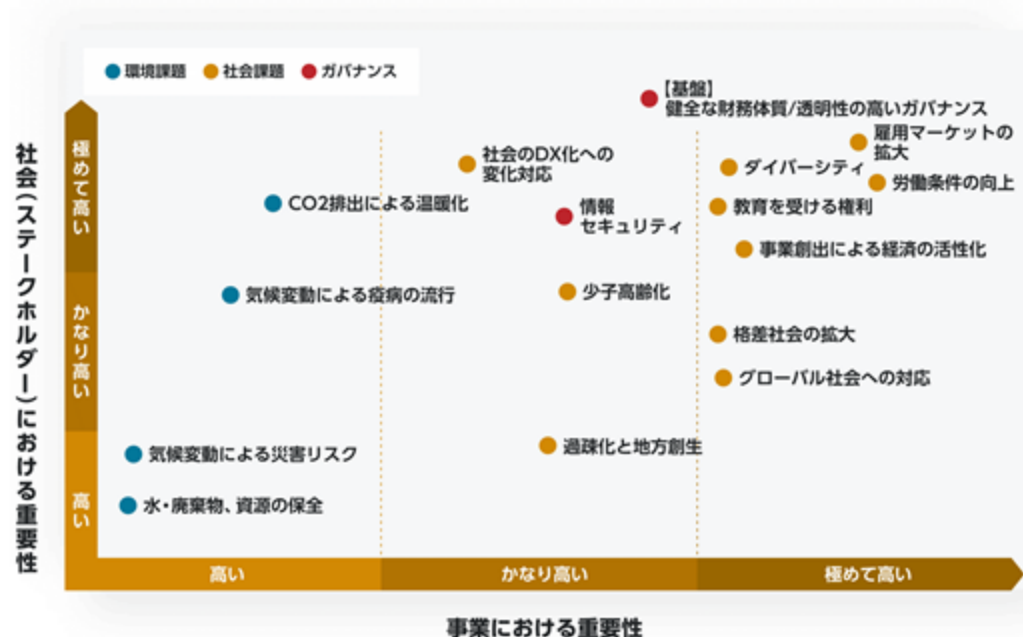 環境課題 社会課題 ガバナンス
【基盤】
健全な財務体質/透明性の高いガバナンス
雇用マーケットの
拡大
社会のDX化への
変化対応
ダイバーシティ
労働条件の向上
CO2排出による温暖化
情報
セキュリティ
教育を受ける権利
事業創出による経済の活性化
気候変動による疫病の流行
少子高齢化
格差社会の拡大
グローバル社会への対応
過疎化と地方創生
気候変動による災害リスク
水・廃棄物、資源の保全
社会(ステークホルダー)における重要性
極めて高い
かなり高い
高い
高い かなり高い 極めて高い
事業における重要性